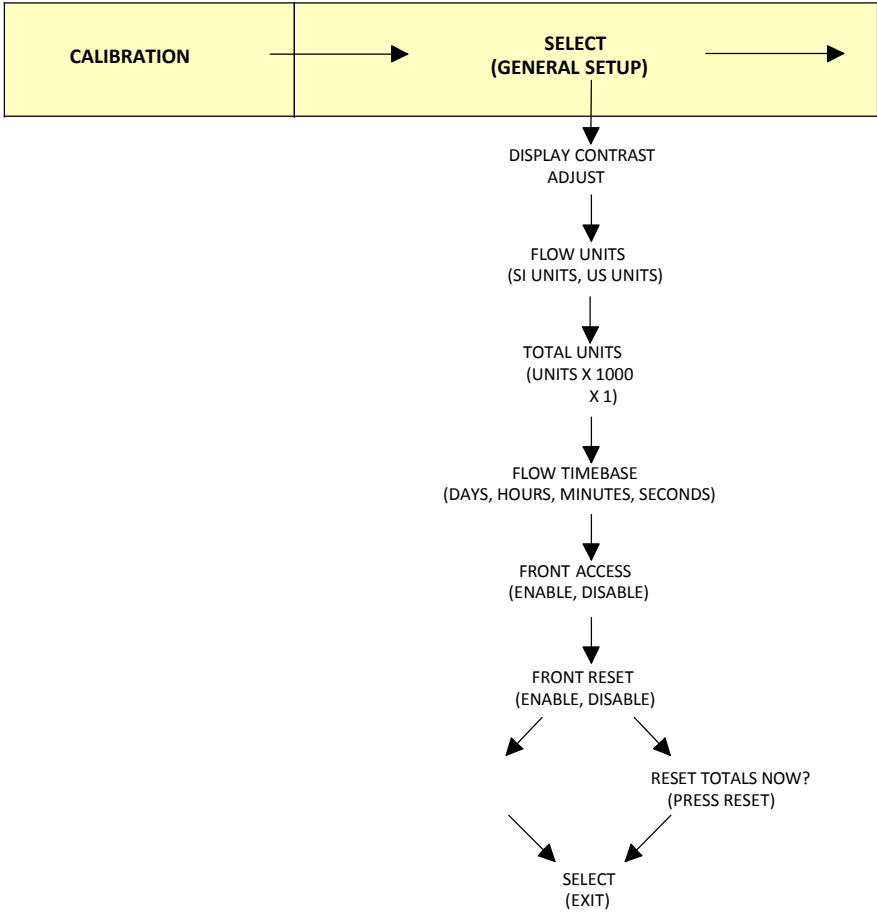 CALIBRATION
SELECT
(GENERAL SETUP)
DISPLAY CONTRAST
ADJUST
FLOW UNITS
(SI UNITS, US UNITS)
TOTAL UNITS
(UNITS X 1000
X 1)
FLOW TIMEBASE
(DAYS, HOURS, MINUTES, SECONDS)
FRONT ACCESS
(ENABLE, DISABLE)
FRONT RESET
(ENABLE, DISABLE)
RESET TOTALS NOW?
(PRESS RESET)
SELECT
(EXIT)